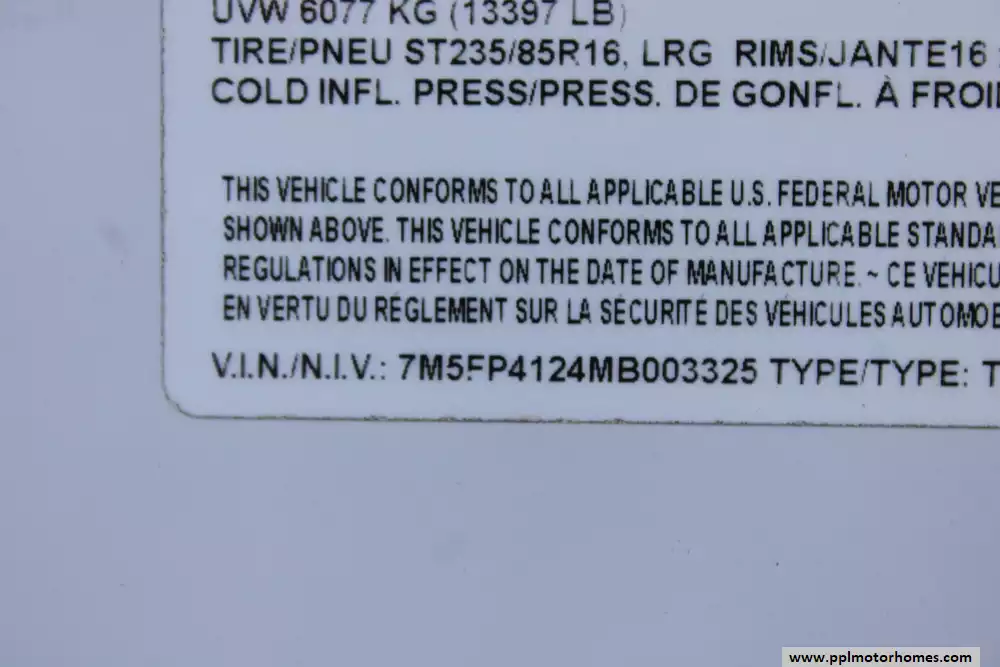 UVW 6077 KG (13397 LB)
TIRE/PNEU ST235/85R16, LRG RIMS/JANTE16
COLD INFL. PRESS/PRESS. DE GONFL. À FROI
THIS VEHICLE CONFORMS TO ALL APPLICABLE U.S. FEDERAL MOTOR VE
SHOWN ABOVE. THIS VEHICLE CONFORMS TO ALL APPLICABLE STANDA
REGULATIONS IN EFFECT ON THE DATE OF MANUFACTURE. ~ CE VEHICU
EN VERTU DU RÉGLEMENT SUR LA SÉCURITÉ DES VÉHICULES AUTOMOB
V.I.N./N.I.V.: 7M5FP4124MB003325 TYPE/TYPE: T
www.pplmotorhomes.com